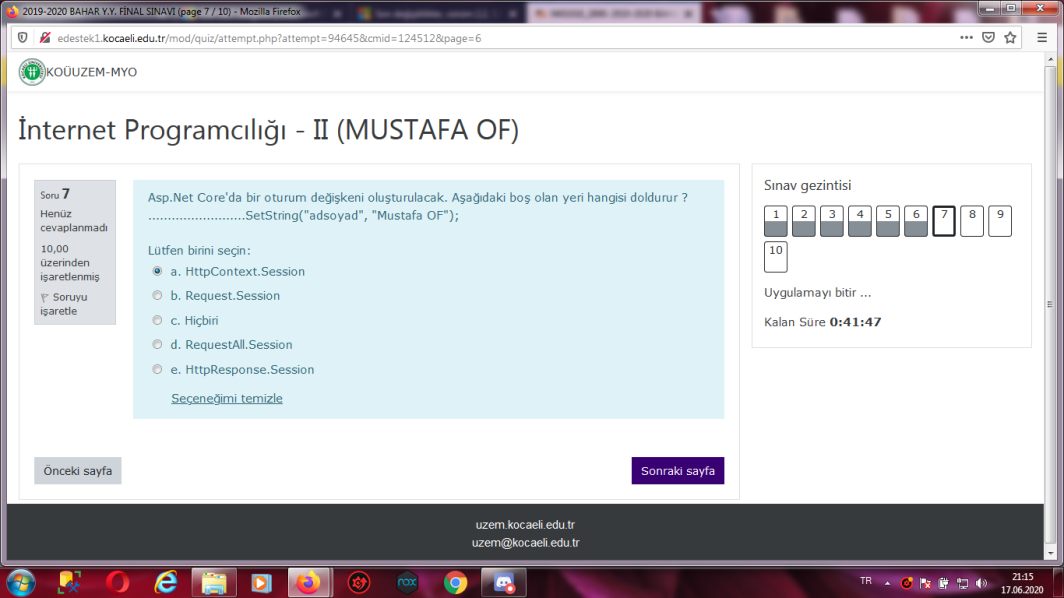 2019-2020 BAHAR Y.Y. FİNAL SINAVI (page 7 / 10) - Mozilla Firefox
edestek1.kocaeli.edu.tr/mod/quiz/attempt.php?attempt=94645&cmid=124512&page=6
KOÜUZEM-MYO
İnternet Programcılığı - II (MUSTAFA OF)
Soru 7
Henüz
cevaplanmadı
10,00
üzerinden
işaretlenmiş
Soruyu
işaretle
Asp.Net Core'da bir oturum değişkeni oluşturulacak. Aşağıdaki boş olan yeri hangisi doldurur ?
.........................SetString("adsoyad", "Mustafa OF");
Lütfen birini seçin:
a. HttpContext.Session
b. Request.Session
c. Hiçbiri
d. RequestAll.Session
e. HttpResponse.Session
Seçeneğimi temizle
Önceki sayfa
Sonraki sayfa
Sınav gezintisi
1 2 3 4 5 6 7 8 9
10
Uygulamayı bitir ...
Kalan Süre 0:41:47
uzem.kocaeli.edu.tr
uzem@kocaeli.edu.tr
nox
TR
21:15
17.06.2020